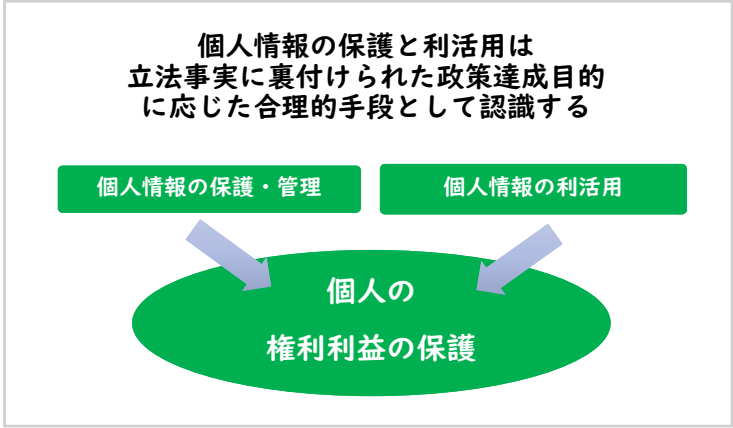 個人情報の保護と利活用は
立法事実に裏付けられた政策達成目的
に応じた合理的手段として認識する
個人情報の保護・管理
個人情報の利活用
個人の
権利利益の保護